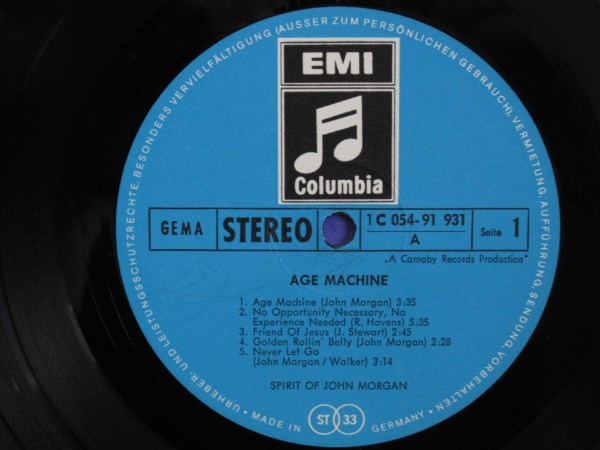 URHEBER- UND LEISTUNGSSCHUTZRECHTE, BESONDERS VERVIELFÄLTIGUNG (AUSSER ZUM PERSÖNLICHEN GEBRAUCH), VERMIETUNG, AUFFÜHRUNG, SENDUNG, VORBEHALTEN
EMI
Columbia
GEMA
STEREO
1 C 054-91 931
A
Seite 1
„A Carnaby Records Production"
AGE MACHINE
1. Age Machine (John Morgan) 3:35
2. No Opportunity Necessary, No
Experience Needed (R. Havens) 5:35
3. Friend Of Jesus (J. Stewart) 2:45
4. Golden Rollin' Belly (John Morgan) 2:28
5. Never Let Go
(John Morgan / Walker) 3:14
SPIRIT OF JOHN MORGAN
• MADE IN GERMANY •
ST 33